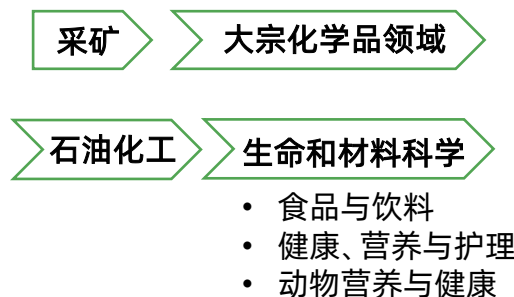 采矿
大宗化学品领域
石油化工
生命和材料科学
• 食品与饮料
• 健康、营养与护理
• 动物营养与健康